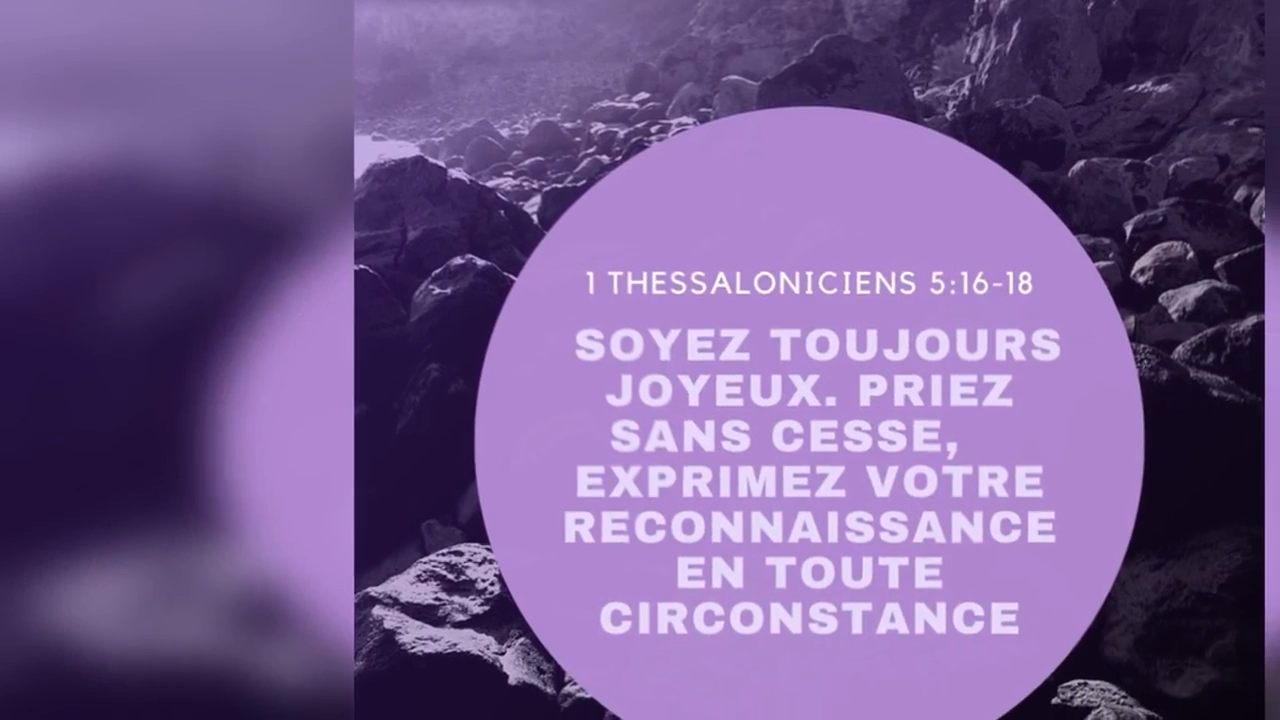 1 THESSALONICIENS 5:16-18
SOYEZ TOUJOURS
JOYEUX. PRIEZ
SANS CESSE,
EXPRIMEZ VOTRE
RECONNAISSANCE
EN TOUTE
CIRCONSTANCE